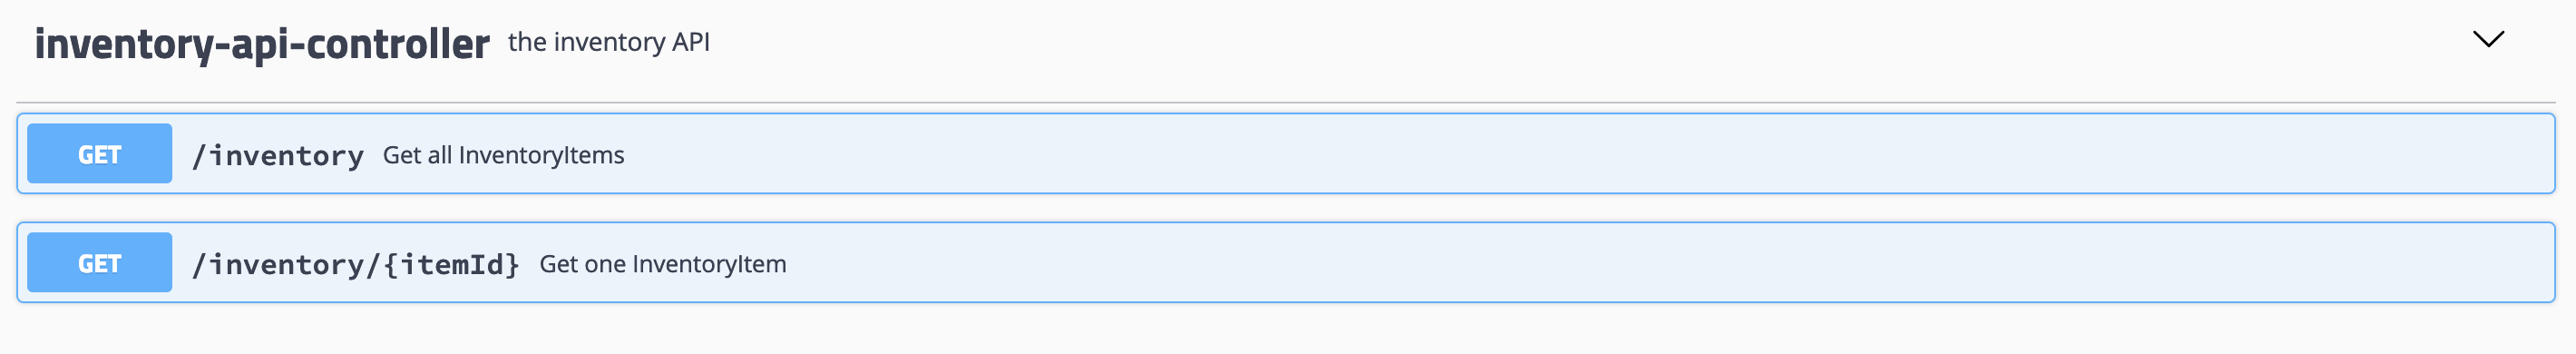 inventory-api-controller the inventory API
GET /inventory Get all InventoryItems
GET /inventory/{itemId} Get one InventoryItem